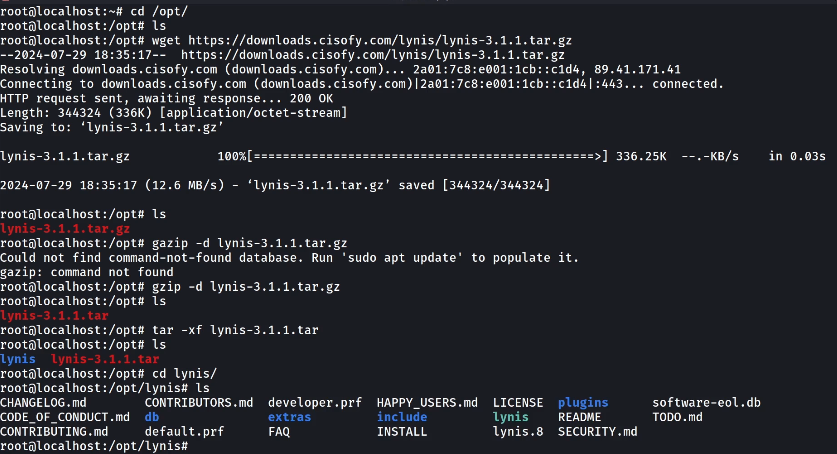 root@localhost:~# cd /opt/
root@localhost:/opt# ls
root@localhost:/opt# wget https://downloads.cisofy.com/lynis/lynis-3.1.1.tar.gz
--2024-07-29 18:35:17--  https://downloads.cisofy.com/lynis/lynis-3.1.1.tar.gz
Resolving downloads.cisofy.com (downloads.cisofy.com)... 2a01:7c8:e001:1cb::c1d4, 89.41.171.41
Connecting to downloads.cisofy.com (downloads.cisofy.com)|2a01:7c8:e001:1cb::c1d4|:443... connected.
HTTP request sent, awaiting response... 200 OK
Length: 344324 (336K) [application/octet-stream]
Saving to: ‘lynis-3.1.1.tar.gz’
lynis-3.1.1.tar.gz            100%[===============================================>] 336.25K  --.-KB/s    in 0.03s
2024-07-29 18:35:17 (12.6 MB/s) - ‘lynis-3.1.1.tar.gz’ saved [344324/344324]
root@localhost:/opt# ls
lynis-3.1.1.tar.gz
root@localhost:/opt# gazip -d lynis-3.1.1.tar.gz
Could not find command-not-found database. Run 'sudo apt update' to populate it.
gazip: command not found
root@localhost:/opt# gzip -d lynis-3.1.1.tar.gz
root@localhost:/opt# ls
lynis-3.1.1.tar
root@localhost:/opt# tar -xf lynis-3.1.1.tar
root@localhost:/opt# ls
lynis  lynis-3.1.1.tar
root@localhost:/opt# cd lynis/
root@localhost:/opt/lynis# ls
CHANGELOG.md        CONTRIBUTORS.md  developer.prf  HAPPY_USERS.md  LICENSE  plugins      software-eol.db
CODE_OF_CONDUCT.md  db               extras         include         lynis    README       TODO.md
CONTRIBUTING.md     default.prf      FAQ            INSTALL         lynis.8  SECURITY.md
root@localhost:/opt/lynis#